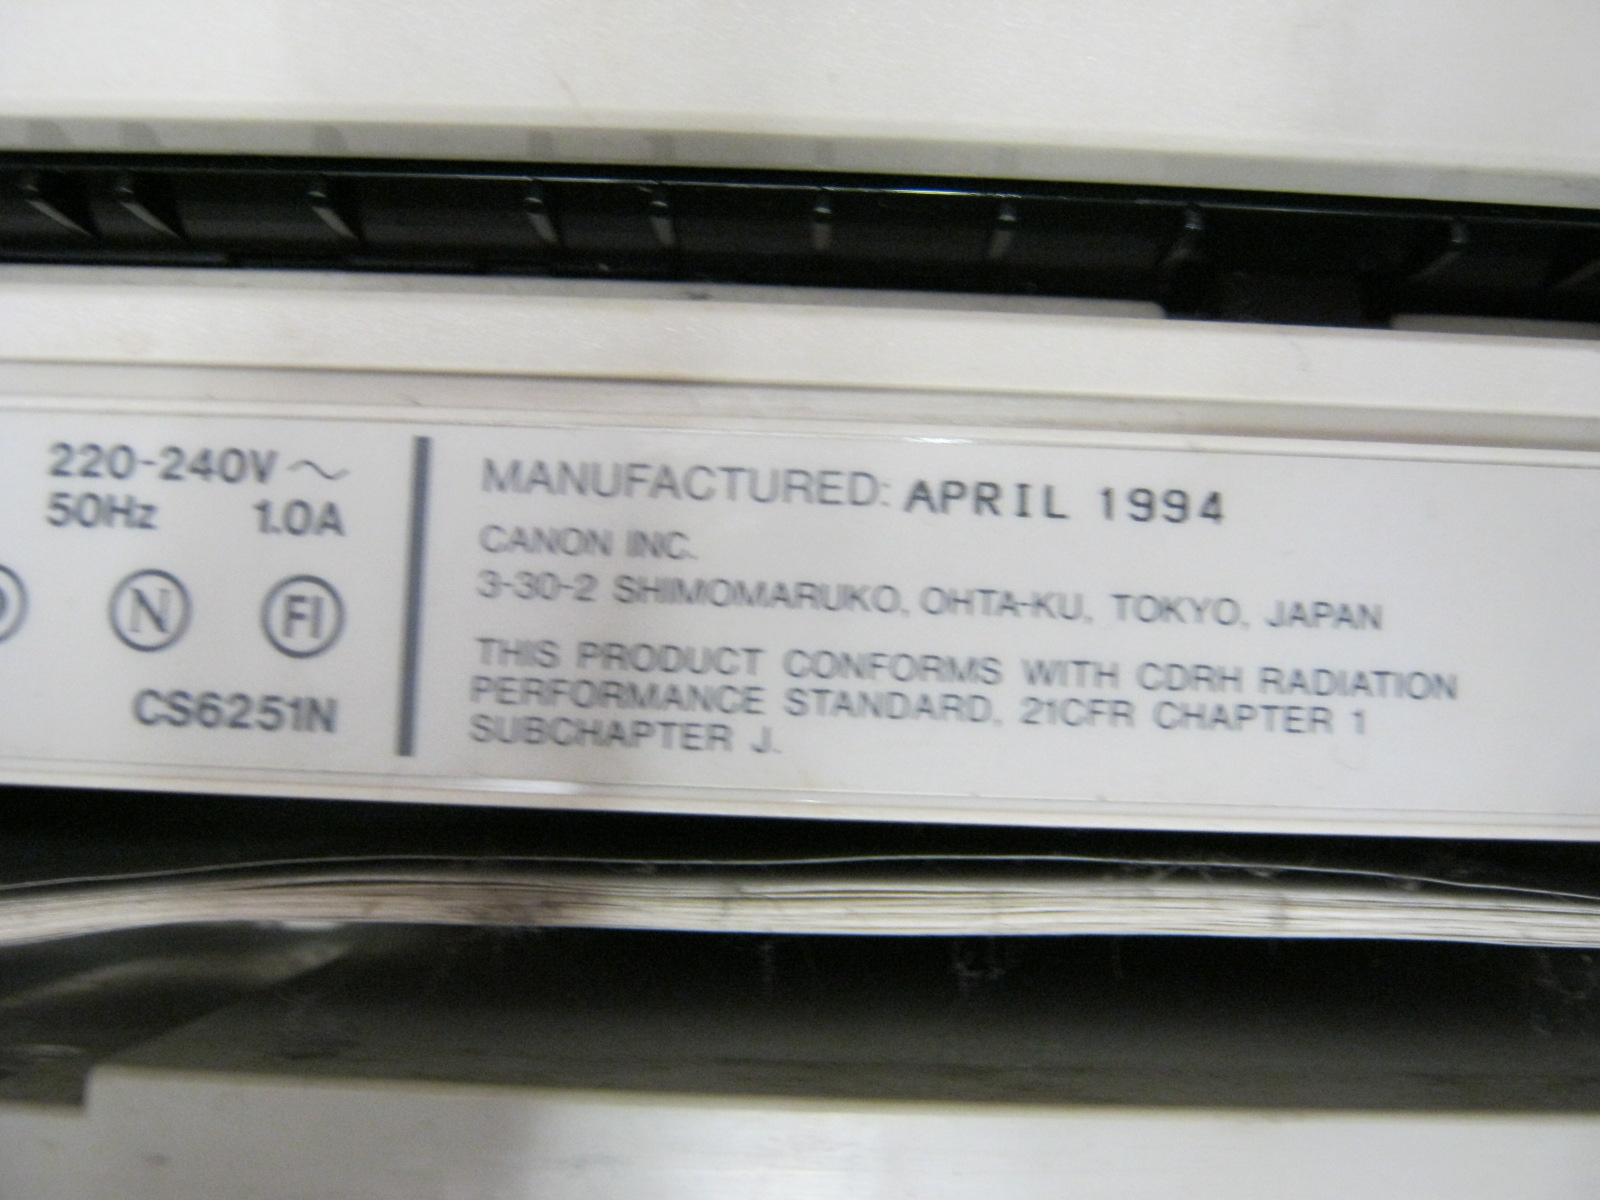 220-240V ~
50Hz 1.0A
N FI
CS6251N
MANUFACTURED: APRIL 1994
CANON INC.
3-30-2 SHIMOMARUKO, OHTA-KU, TOKYO, JAPAN
THIS PRODUCT CONFORMS WITH CDRH RADIATION
PERFORMANCE STANDARD, 21CFR CHAPTER 1
SUBCHAPTER J.